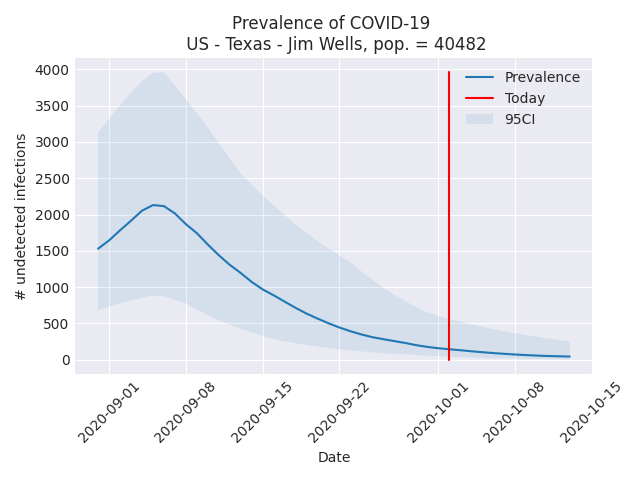 Prevalence of COVID-19
US - Texas - Jim Wells, pop. = 40482
Prevalence
Today
95CI
# undetected infections
4000
3500
3000
2500
2000
1500
1000
500
0
2020-09-01
2020-09-08
2020-09-15
2020-09-22
2020-10-01
2020-10-08
2020-10-15
Date